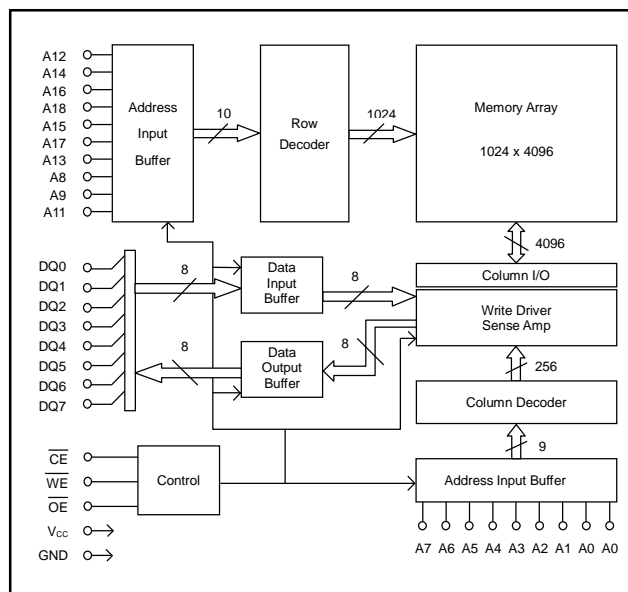 A12
A14
A16
A18
A15
A17
A13
A8
A9
A11
Address
Input
Buffer
10
Row
Decoder
1024
Memory Array
1024 x 4096
4096
DQ0
DQ1
DQ2
DQ3
DQ4
DQ5
DQ6
DQ7
8
Data
Input
Buffer
8
Column I/O
Write Driver
Sense Amp
8
Data
Output
Buffer
8
256
Column Decoder
9
CE
WE
OE
Control
Address Input Buffer
VCC
GND
A7 A6 A5 A4 A3 A2 A1 A0 A0